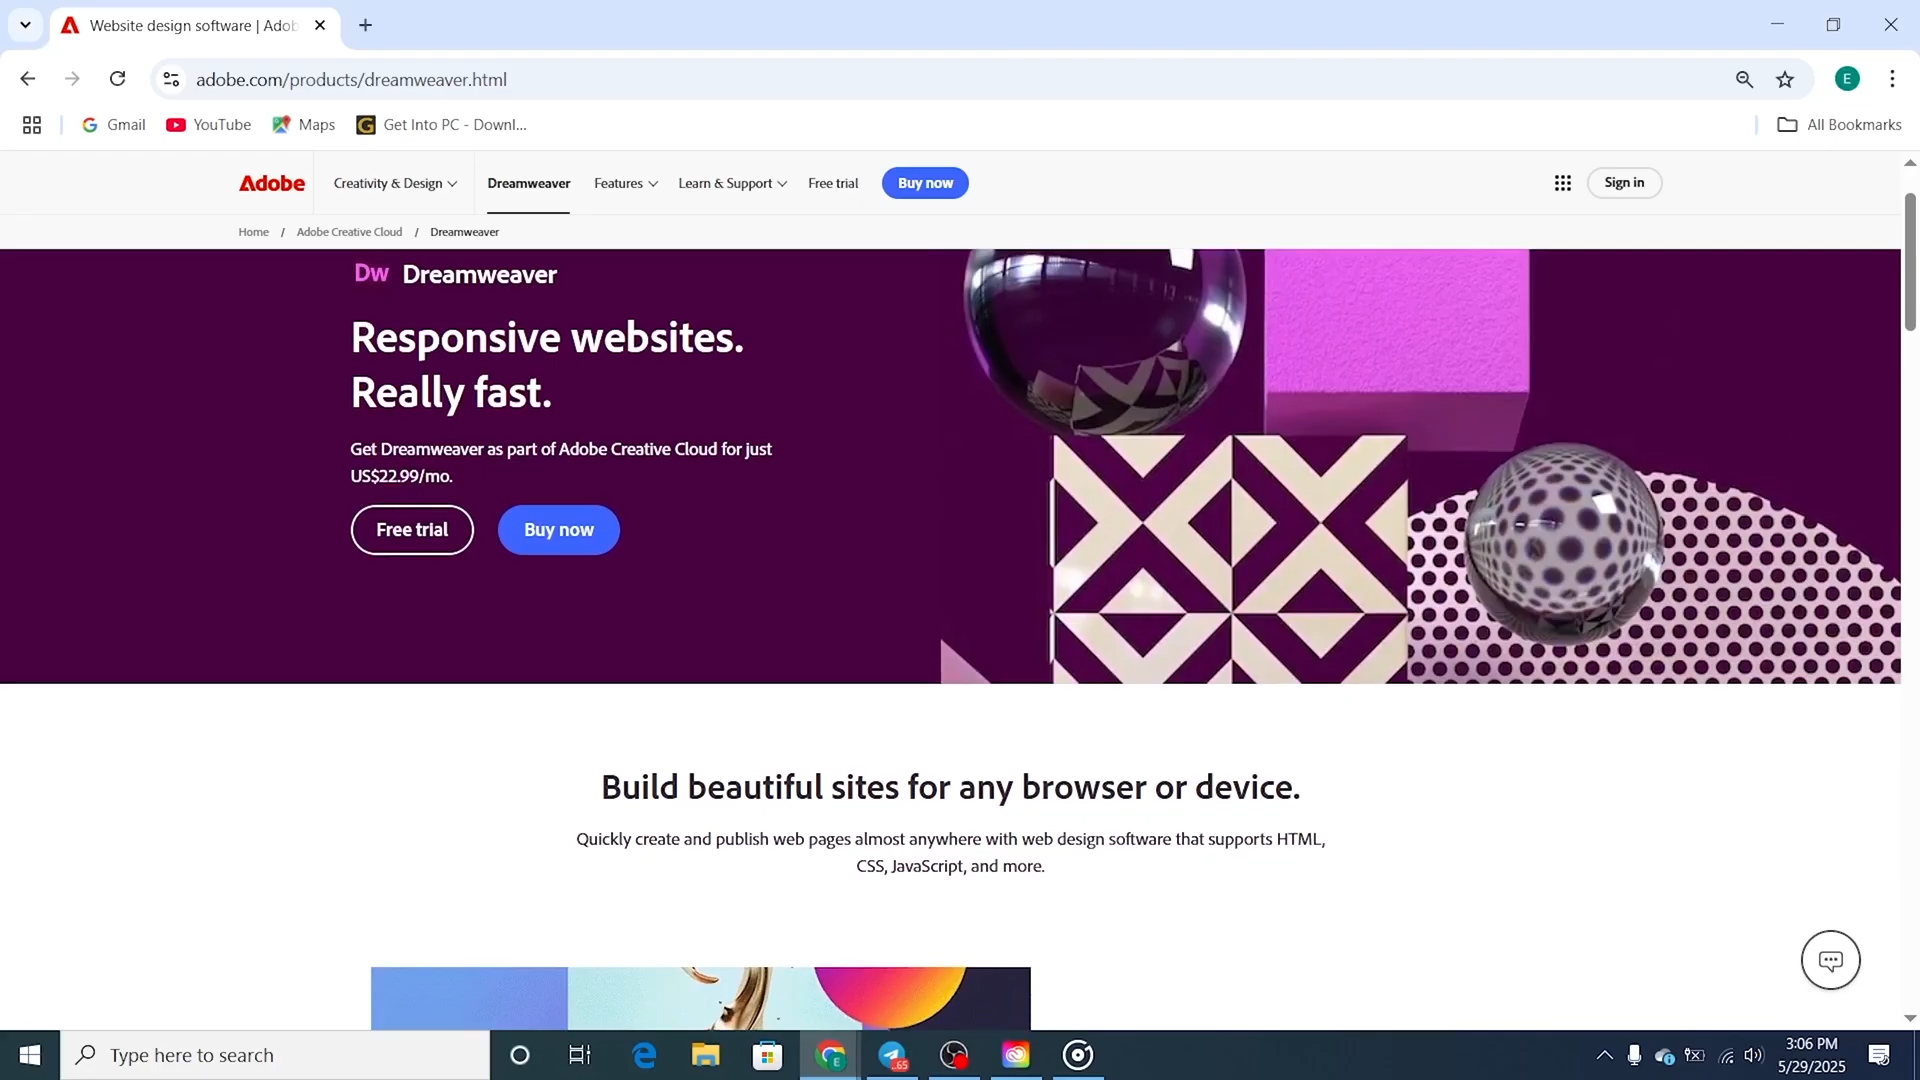 Website design software | Adob
adobe.com/products/dreamweaver.html
E
Gmail
YouTube
Maps
Get Into PC - Downl...
All Bookmarks
Adobe
Creativity & Design
Dreamweaver
Features
Learn & Support
Free trial
Buy now
Sign in
Home / Adobe Creative Cloud / Dreamweaver
Dw Dreamweaver
Responsive websites.
Really fast.
Get Dreamweaver as part of Adobe Creative Cloud for just
US$22.99/mo.
Free trial
Buy now
Build beautiful sites for any browser or device.
Quickly create and publish web pages almost anywhere with web design software that supports HTML,
CSS, JavaScript, and more.
Type here to search
E
65
3:06 PM
5/29/2025